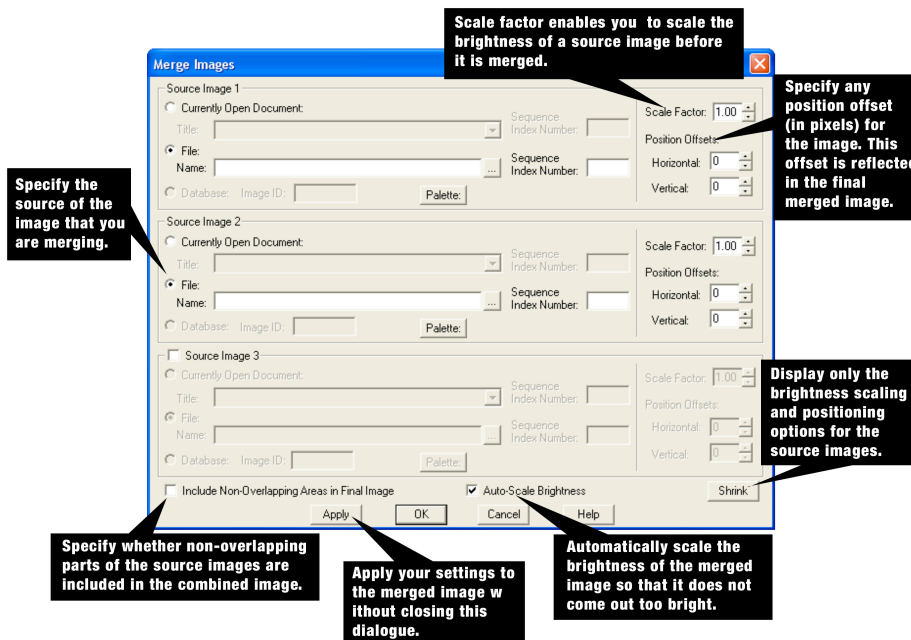 Scale factor enables you  to scale the
brightness of a source image before
it is merged.
Merge Images
Source Image 1
Currently Open Document:
Title:
Sequence
Index Number:
File:
Name:
...
Sequence
Index Number:
Database:
Image ID:
Palette:
Scale Factor: 1.00
Position Offsets:
Horizontal: 0
Vertical: 0
Specify any
position offset
(in pixels) for
the image. This
offset is reflected
in the final
merged image.
Specify the
source of the
image that you
are merging.
Source Image 2
Currently Open Document:
Title:
Sequence
Index Number:
File:
Name:
...
Sequence
Index Number:
Database:
Image ID:
Palette:
Scale Factor: 1.00
Position Offsets:
Horizontal: 0
Vertical: 0
Source Image 3
Currently Open Document:
Title:
Sequence
Index Number:
File:
Name:
...
Sequence
Index Number:
Database:
Image ID:
Palette:
Scale Factor: 1.00
Position Offsets:
Horizontal: 0
Vertical: 0
Display only the
brightness scaling
and positioning
options for the
source images.
Include Non-Overlapping Areas in Final Image
Auto-Scale Brightness
Shrink
Apply
OK
Cancel
Help
Specify whether non-overlapping
parts of the source images are
included in the combined image.
Apply your settings to
the merged image w
ithout closing this
dialogue.
Automatically scale the
brightness of the merged
image so that it does not
come out too bright.